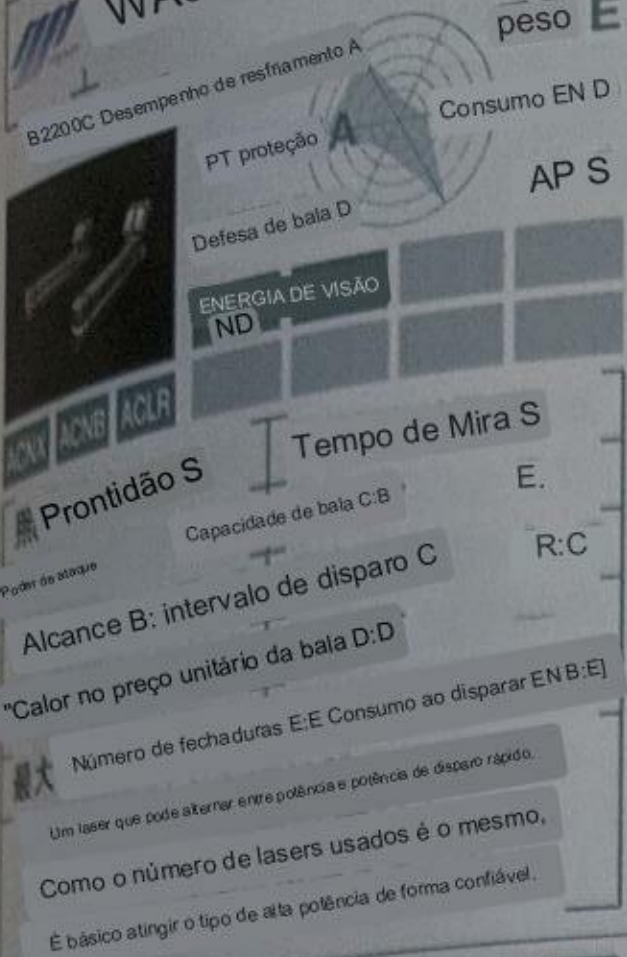 peso E
B2200C Desempenho de resfriamento A
Consumo EN D
PT proteção A
AP S
Defesa de bala D
ENERGIA DE VISÃO
ND
ACNX ACNB ACLR
Prontidão S
Tempo de Mira S
Capacidade de bala C:B
E.
Poder de ataque
Alcance B: intervalo de disparo C
R:C
"Calor no preço unitário da bala D:D
Número de fechaduras E:E Consumo ao disparar EN B:E]
最大
Um laser que pode alternar entre potência e potência de disparo rápido.
Como o número de lasers usados é o mesmo,
É básico atingir o tipo de alta potência de forma confiável.